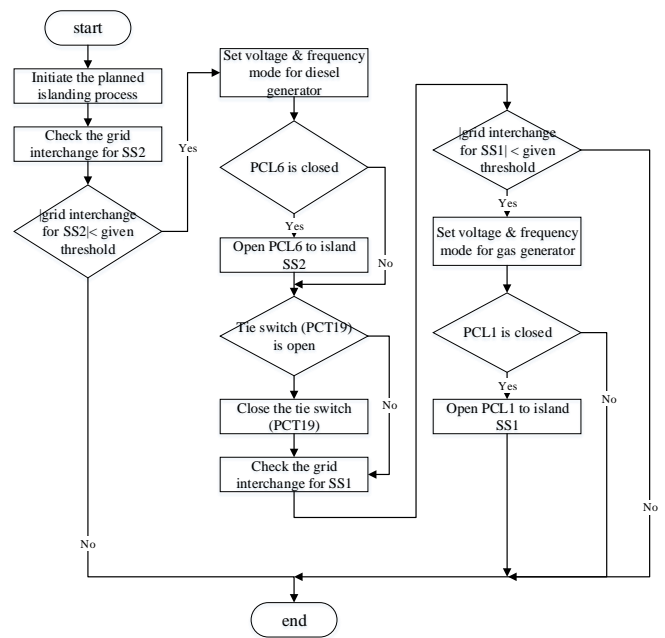 start
Initiate the planned
islanding process
Check the grid
interchange for SS2
|grid interchange
for SS2|< given
threshold
Yes
No
Set voltage & frequency
mode for diesel
generator
PCL6 is closed
Yes
No
Open PCL6 to island
SS2
Tie switch (PCT19)
is open
No
Close the tie switch
(PCT19)
Check the grid
interchange for SS1
|grid interchange
for SS1| < given
threshold
Yes
No
Set voltage & frequency
mode for gas generator
PCL1 is closed
Yes
No
Open PCL1 to island
SS1
end